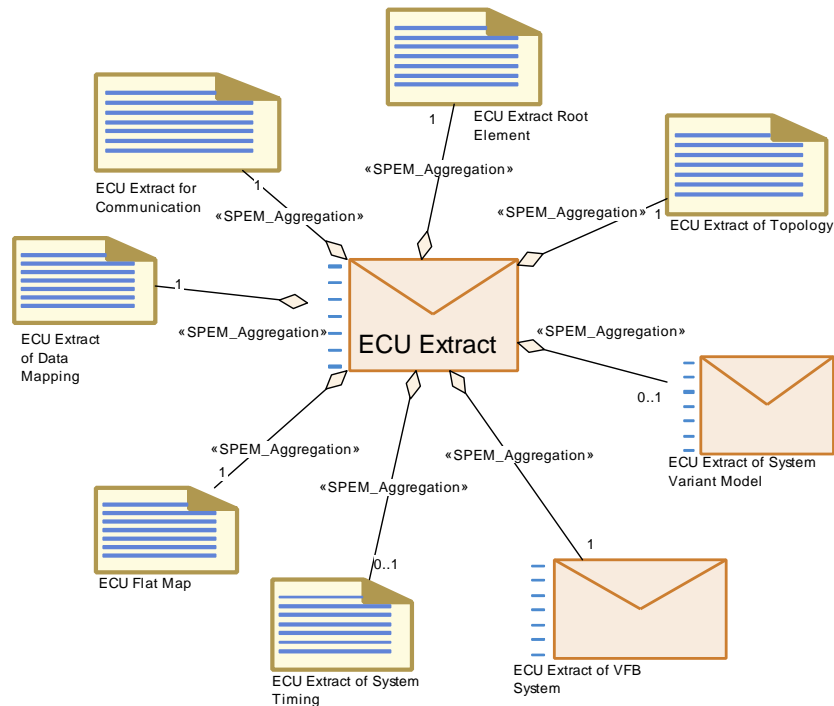 ECU Extract Root
Element
1
«SPEM_Aggregation»
ECU Extract for
Communication
1
«SPEM_Aggregation»
ECU Extract of Topology
1
«SPEM_Aggregation»
ECU Extract
of Data
Mapping
1
«SPEM_Aggregation»
ECU Extract
«SPEM_Aggregation»
0..1
ECU Extract of System
Variant Model
«SPEM_Aggregation»
1
ECU Flat Map
«SPEM_Aggregation»
0..1
ECU Extract of System
Timing
«SPEM_Aggregation»
1
ECU Extract of VFB
System